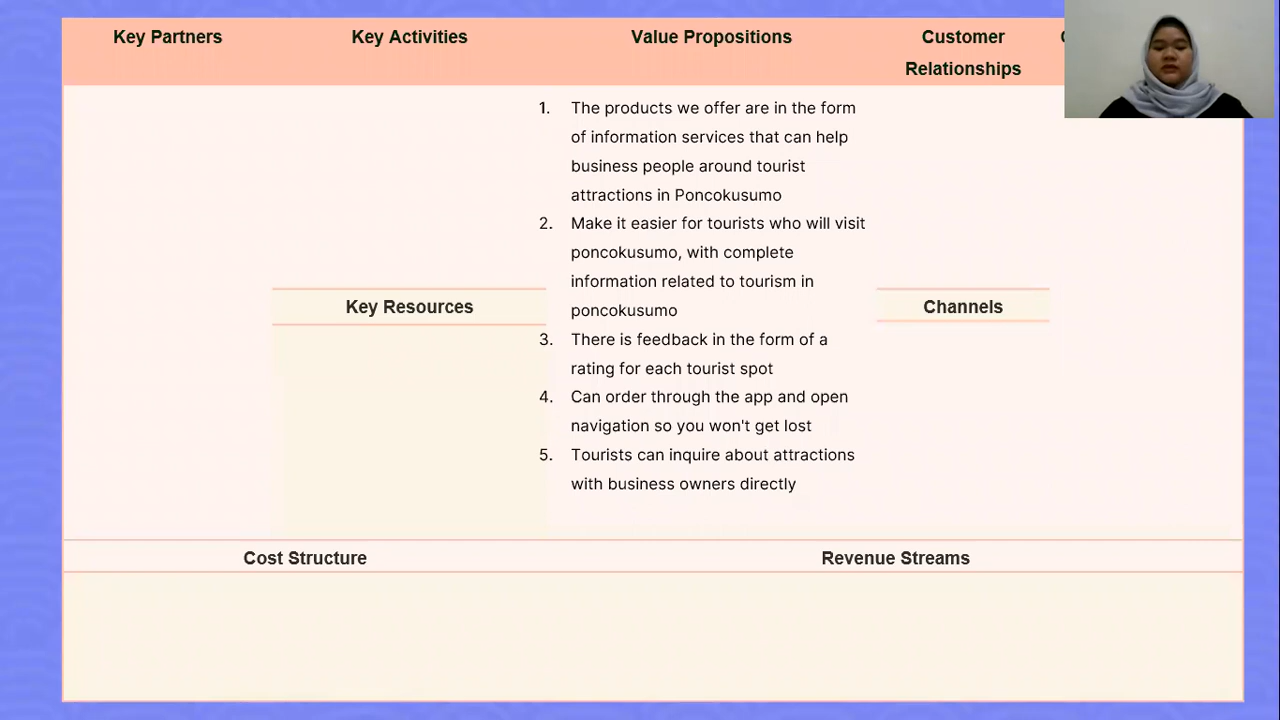 Key Partners
Key Activities
Value Propositions
Customer
Relationships
1. The products we offer are in the form
of information services that can help
business people around tourist
attractions in Poncokusumo
2. Make it easier for tourists who will visit
poncokusumo, with complete
information related to tourism in
poncokusumo
3. There is feedback in the form of a
rating for each tourist spot
4. Can order through the app and open
navigation so you won't get lost
5. Tourists can inquire about attractions
with business owners directly
Key Resources
Channels
Cost Structure
Revenue Streams